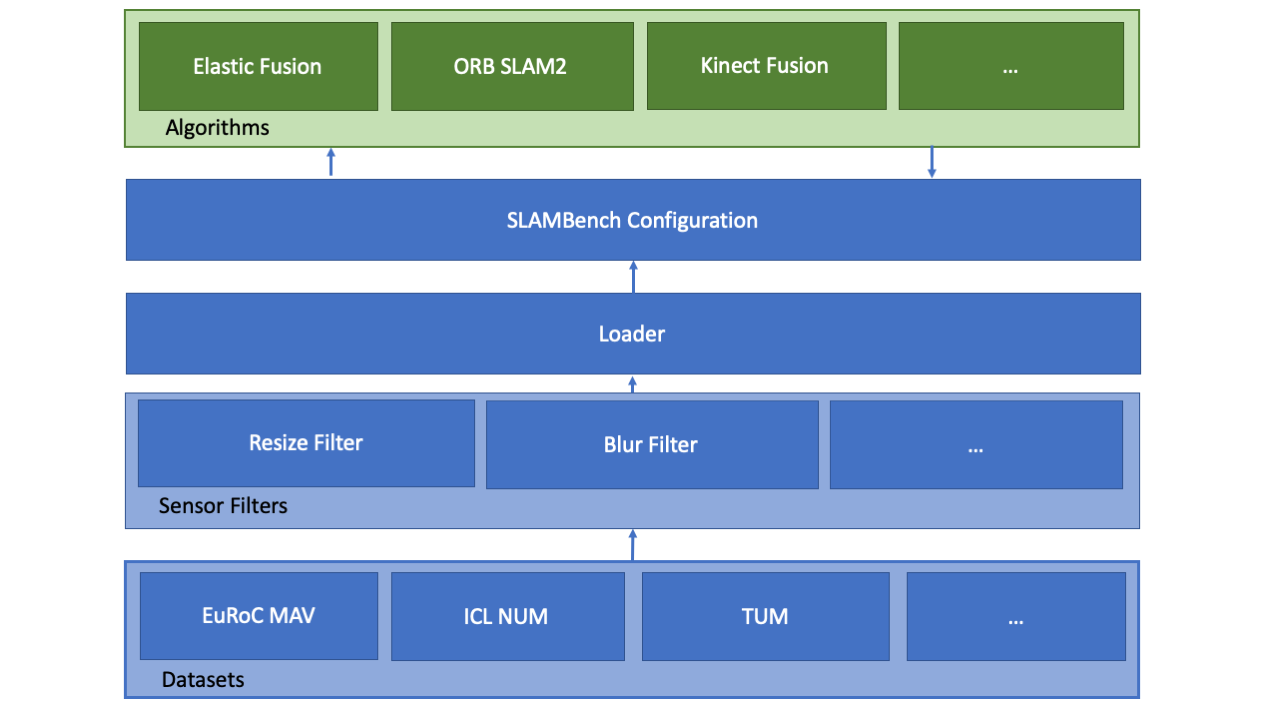 Elastic Fusion
ORB SLAM2
Kinect Fusion
...
Algorithms
SLAMBench Configuration
Loader
Resize Filter
Blur Filter
...
Sensor Filters
EuRoC MAV
ICL NUM
TUM
...
Datasets